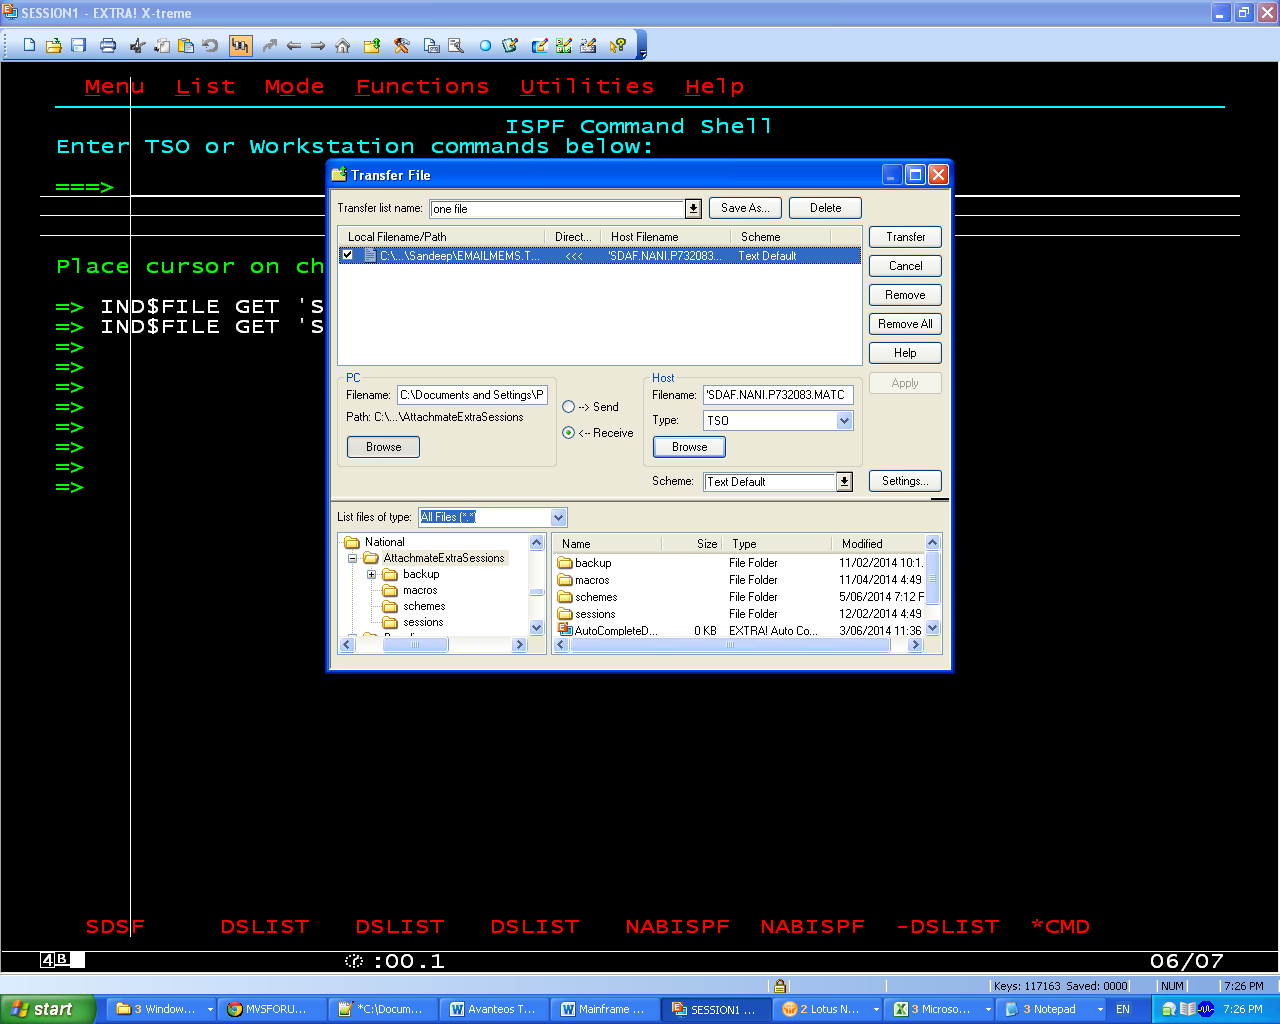 SESSION1 - EXTRA! X-treme
Menu List Mode Functions Utilities Help
ISPF Command Shell
Enter TSO or Workstation commands below:
===>
Place cursor on ch
=> IND$FILE GET 'S
=> IND$FILE GET 'S
=>
=>
=>
=>
=>
=>
=>
=>
Transfer File
Transfer list name: one file Save As... Delete
Local Filename/Path Direct... Host Filename Scheme
C:\...\Sandeep\EMAILMEMS.T... <<< 'SDAF.NANI.P732083... Text Default
Transfer
Cancel
Remove
Remove All
Help
Apply
PC
Filename: C:\Documents and Settings\P
Path: C:\...\AttachmateExtraSessions
Browse
--> Send
<-- Receive
Host
Filename: 'SDAF.NANI.P732083.MATC
Type: TSO
Browse
Scheme: Text Default Settings...
List files of type: All Files (*.*)
National
AttachmateExtraSessions
backup
macros
schemes
sessions
Name Size Type Modified
backup File Folder 11/02/2014 10:1.
macros File Folder 11/04/2014 4:49
schemes File Folder 5/06/2014 7:12 F
sessions File Folder 12/02/2014 4:49
AutoCompleteD... 0 KB EXTRA! Auto Co... 3/06/2014 11:36
SDSF DSLIST DSLIST DSLIST NABISPF NABISPF -DSLIST *CMD
4B :00.1 06/07
Keys: 117163 Saved: 0000 NUM 7:26 PM
start 3 Window... MVSFORU... *C:\Docum... Avanteos T... Mainframe ... SESSION1 ... 2 Lotus N... 3 Microso... 3 Notepad EN 7:26 PM